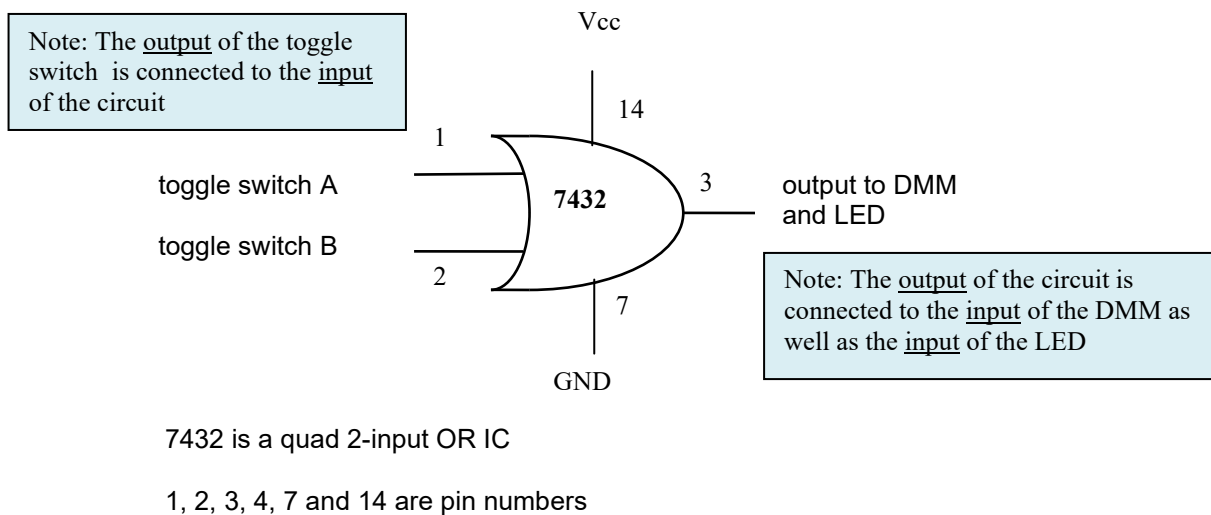 Vcc
Note: The output of the toggle
switch is connected to the input
of the circuit
14
1
toggle switch A
7432
3
output to DMM
and LED
toggle switch B
2
7
Note: The output of the circuit is
connected to the input of the DMM as
well as the input of the LED
GND
7432 is a quad 2-input OR IC
1, 2, 3, 4, 7 and 14 are pin numbers